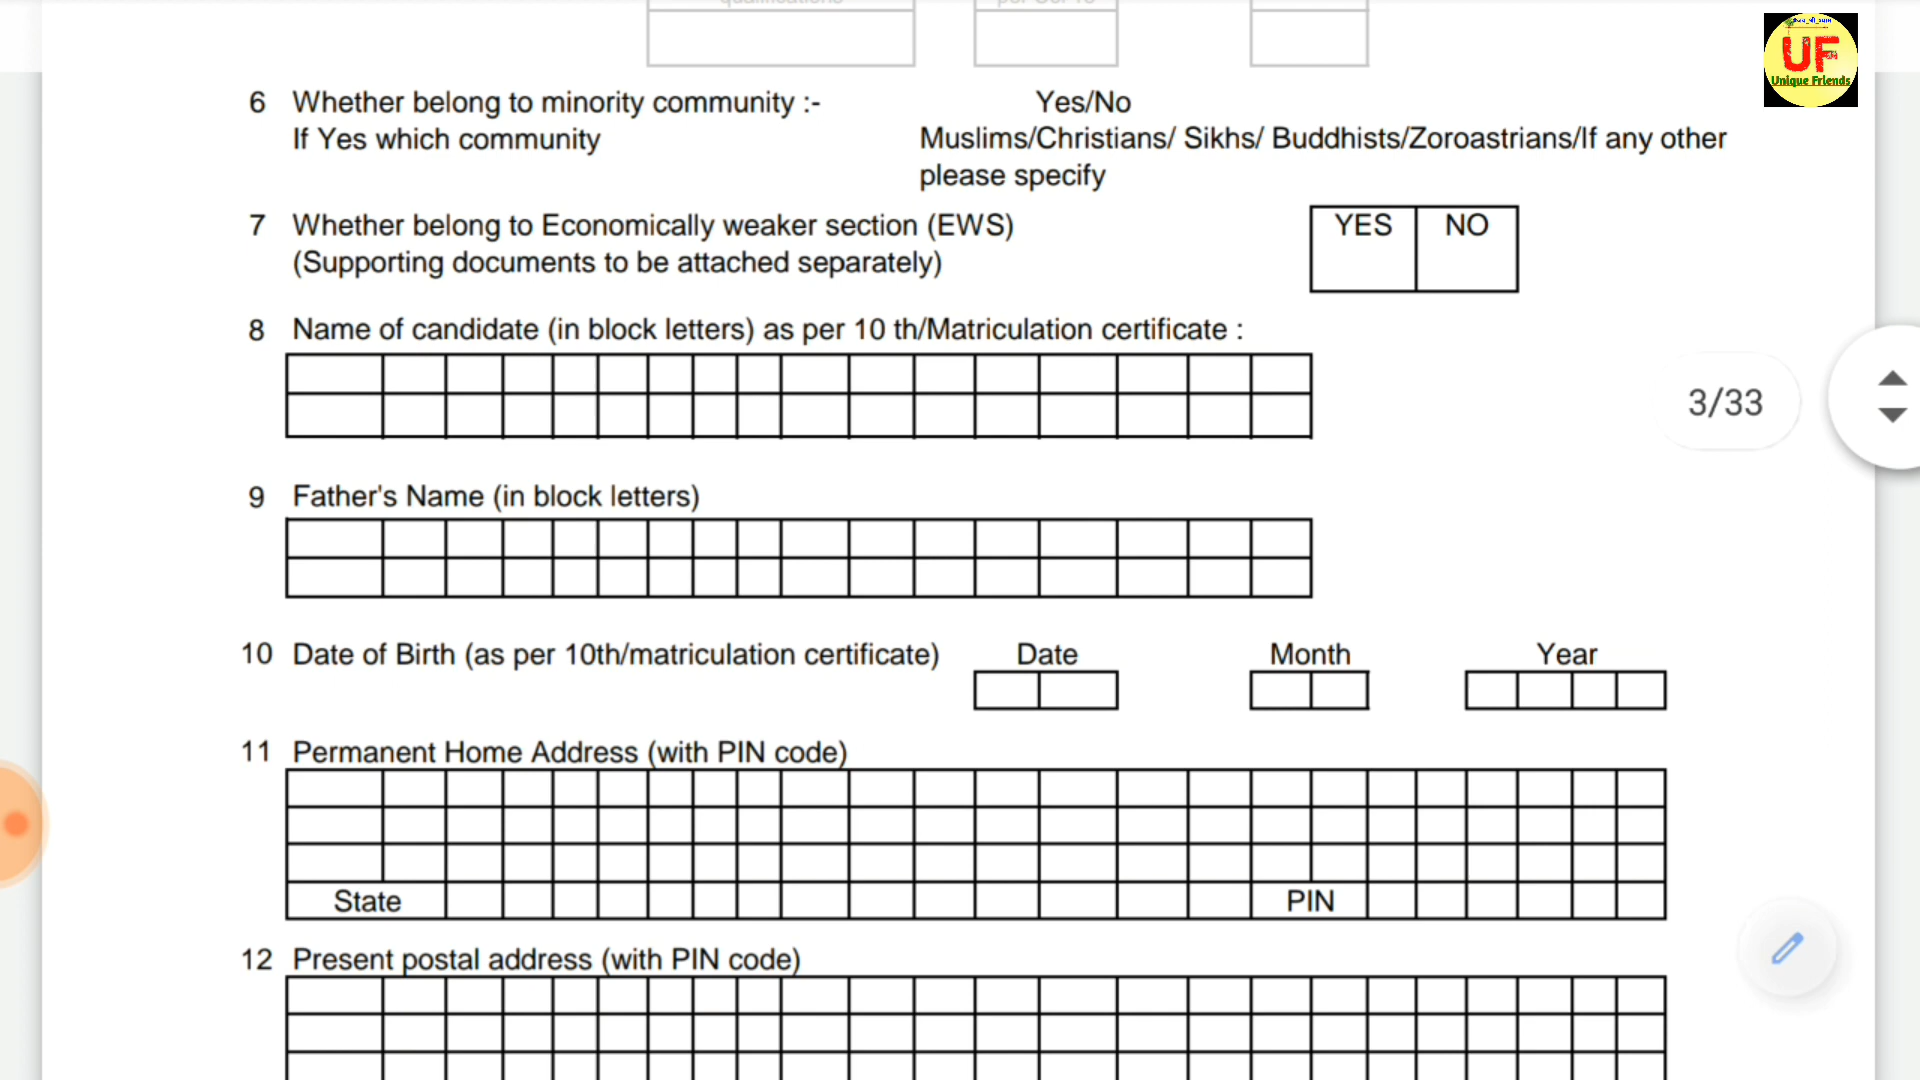 qualifications
UF
Unique Friends
6 Whether belong to minority community :- Yes/No
If Yes which community Muslims/Christians/ Sikhs/ Buddhists/Zoroastrians/If any other
please specify
7 Whether belong to Economically weaker section (EWS) YES NO
(Supporting documents to be attached separately)
8 Name of candidate (in block letters) as per 10 th/Matriculation certificate :
3/33
9 Father's Name (in block letters)
10 Date of Birth (as per 10th/matriculation certificate) Date Month Year
11 Permanent Home Address (with PIN code)
State PIN
12 Present postal address (with PIN code)